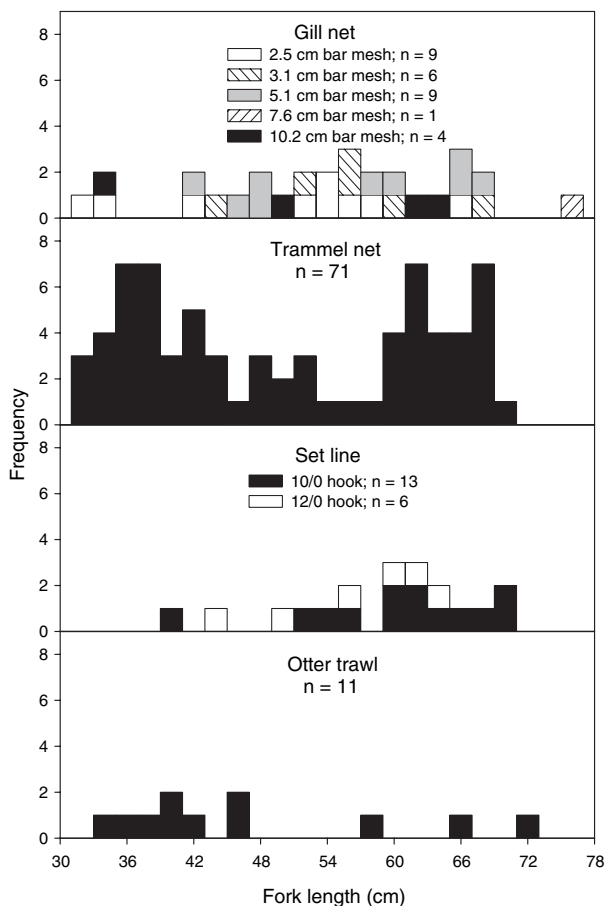 Gill net
2.5 cm bar mesh; n = 9
3.1 cm bar mesh; n = 6
5.1 cm bar mesh; n = 9
7.6 cm bar mesh; n = 1
10.2 cm bar mesh; n = 4
8
6
4
2
0
Trammel net
n = 71
8
6
4
2
0
Frequency
Set line
10/0 hook; n = 13
12/0 hook; n = 6
8
6
4
2
0
Otter trawl
n = 11
8
6
4
2
0
30 36 42 48 54 60 66 72 78
Fork length (cm)